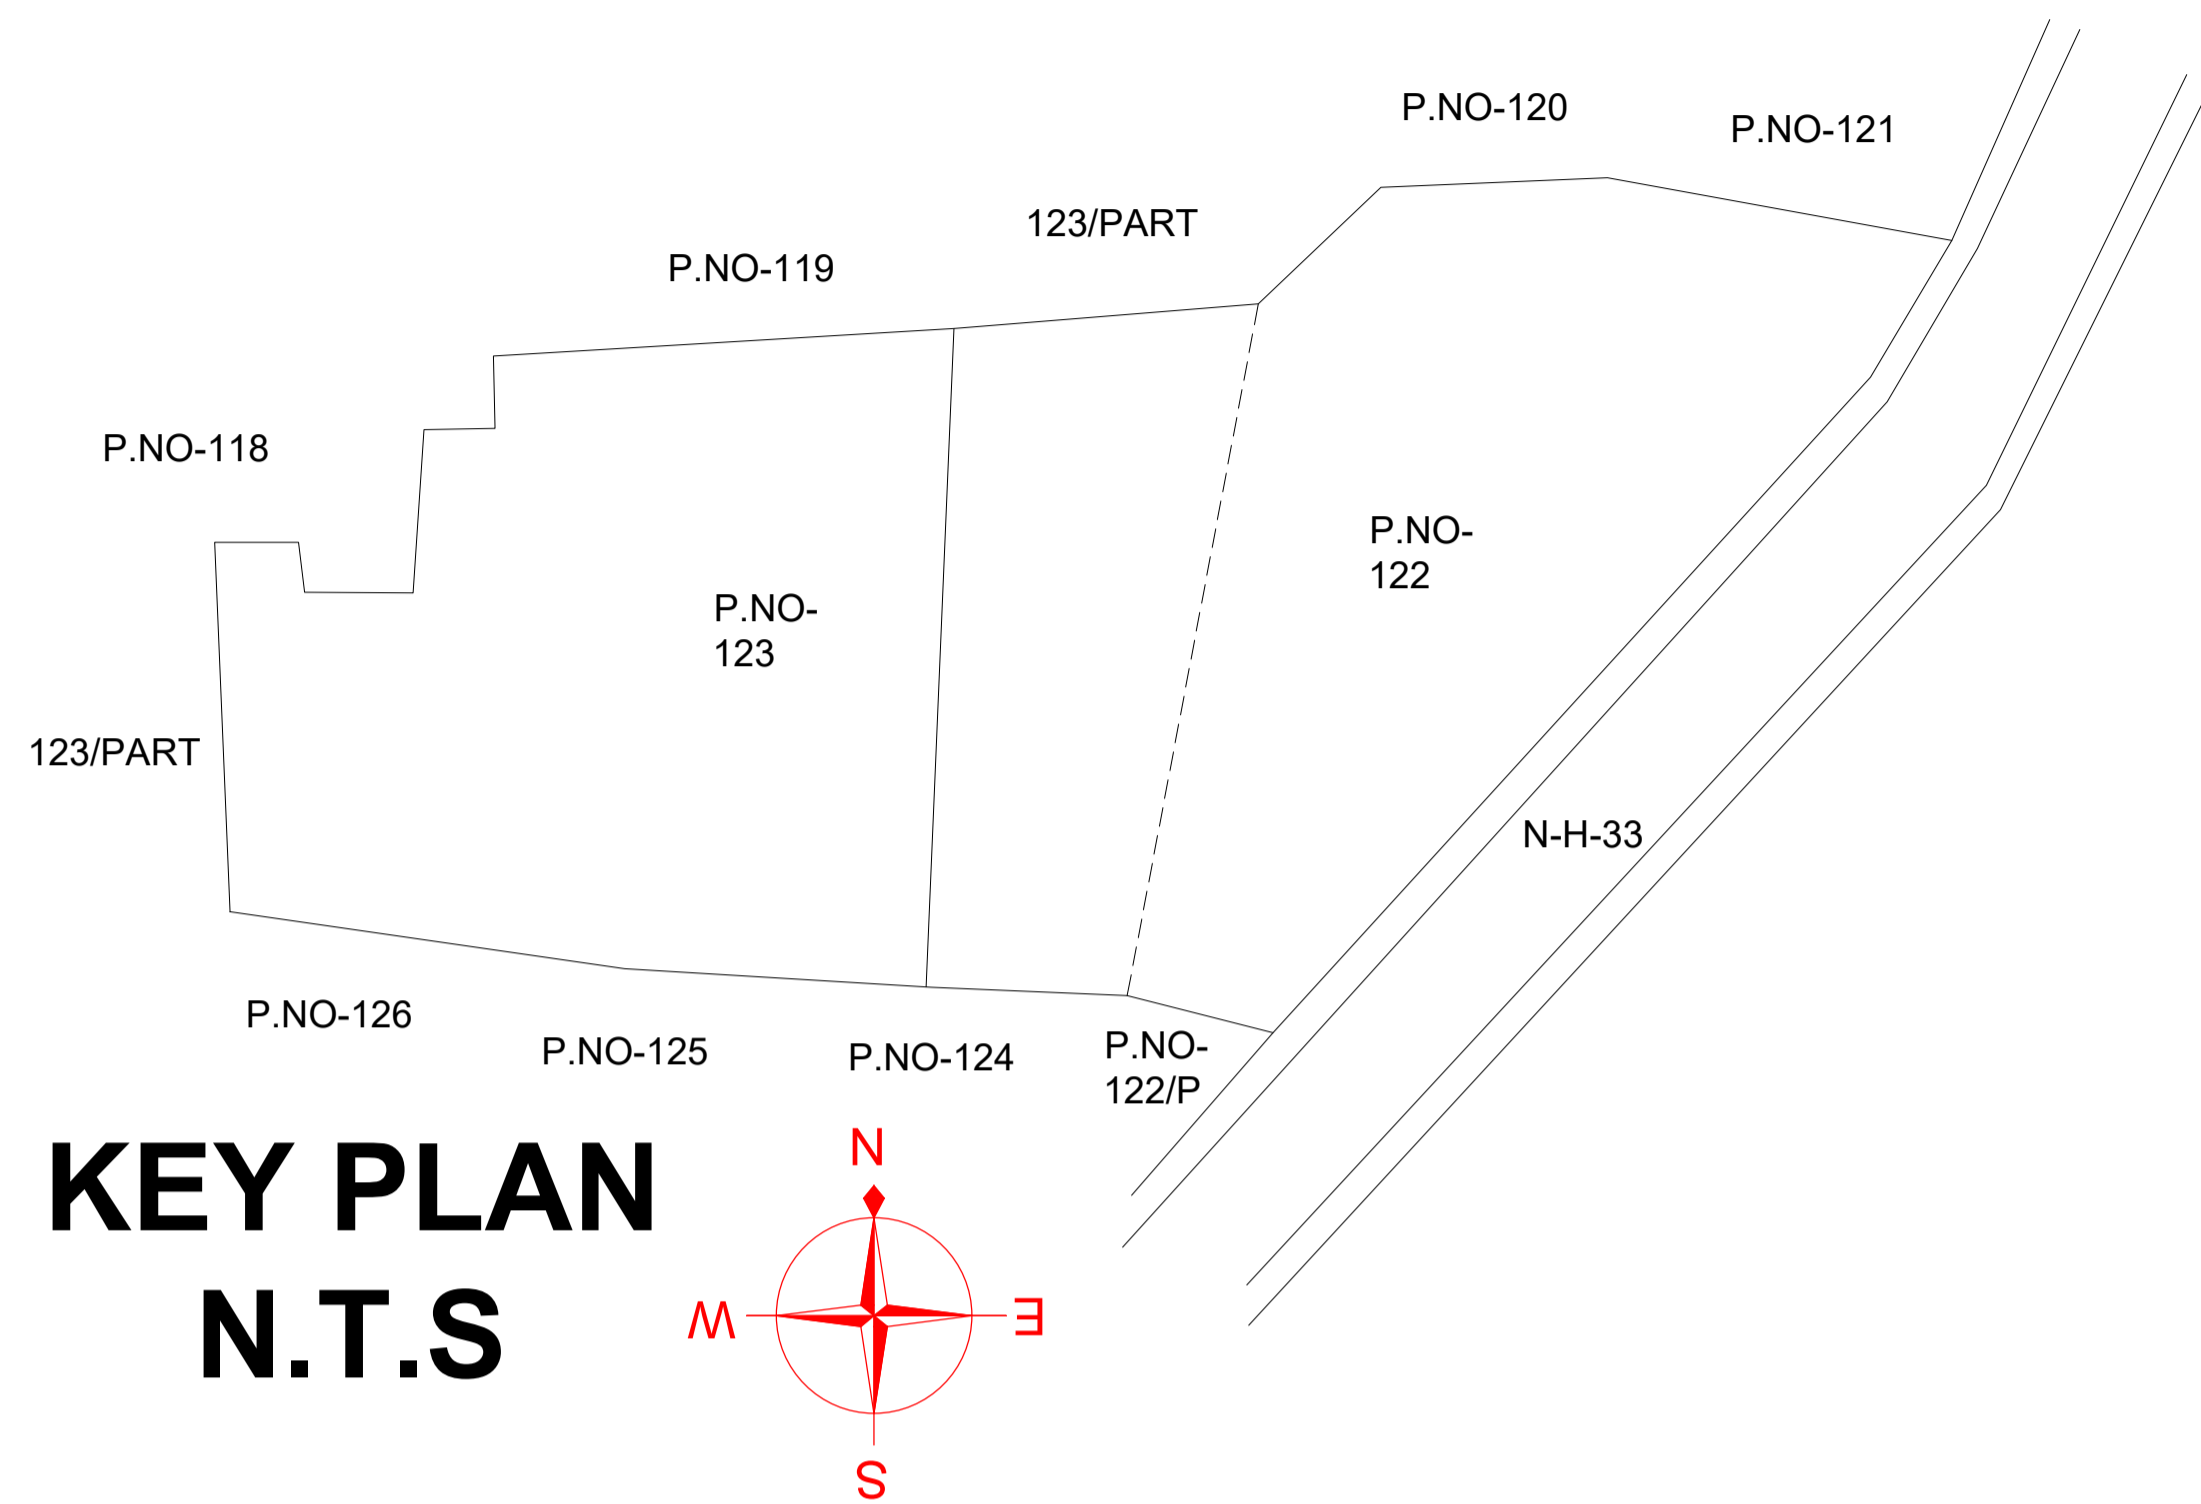 P.NO-120
P.NO-121
123/PART
P.NO-119
P.NO-118
P.NO-
122
P.NO-
123
123/PART
N-H-33
P.NO-126
P.NO-125
P.NO-124
P.NO-
122/P
KEY PLAN
N.T.S
N
W
E
S